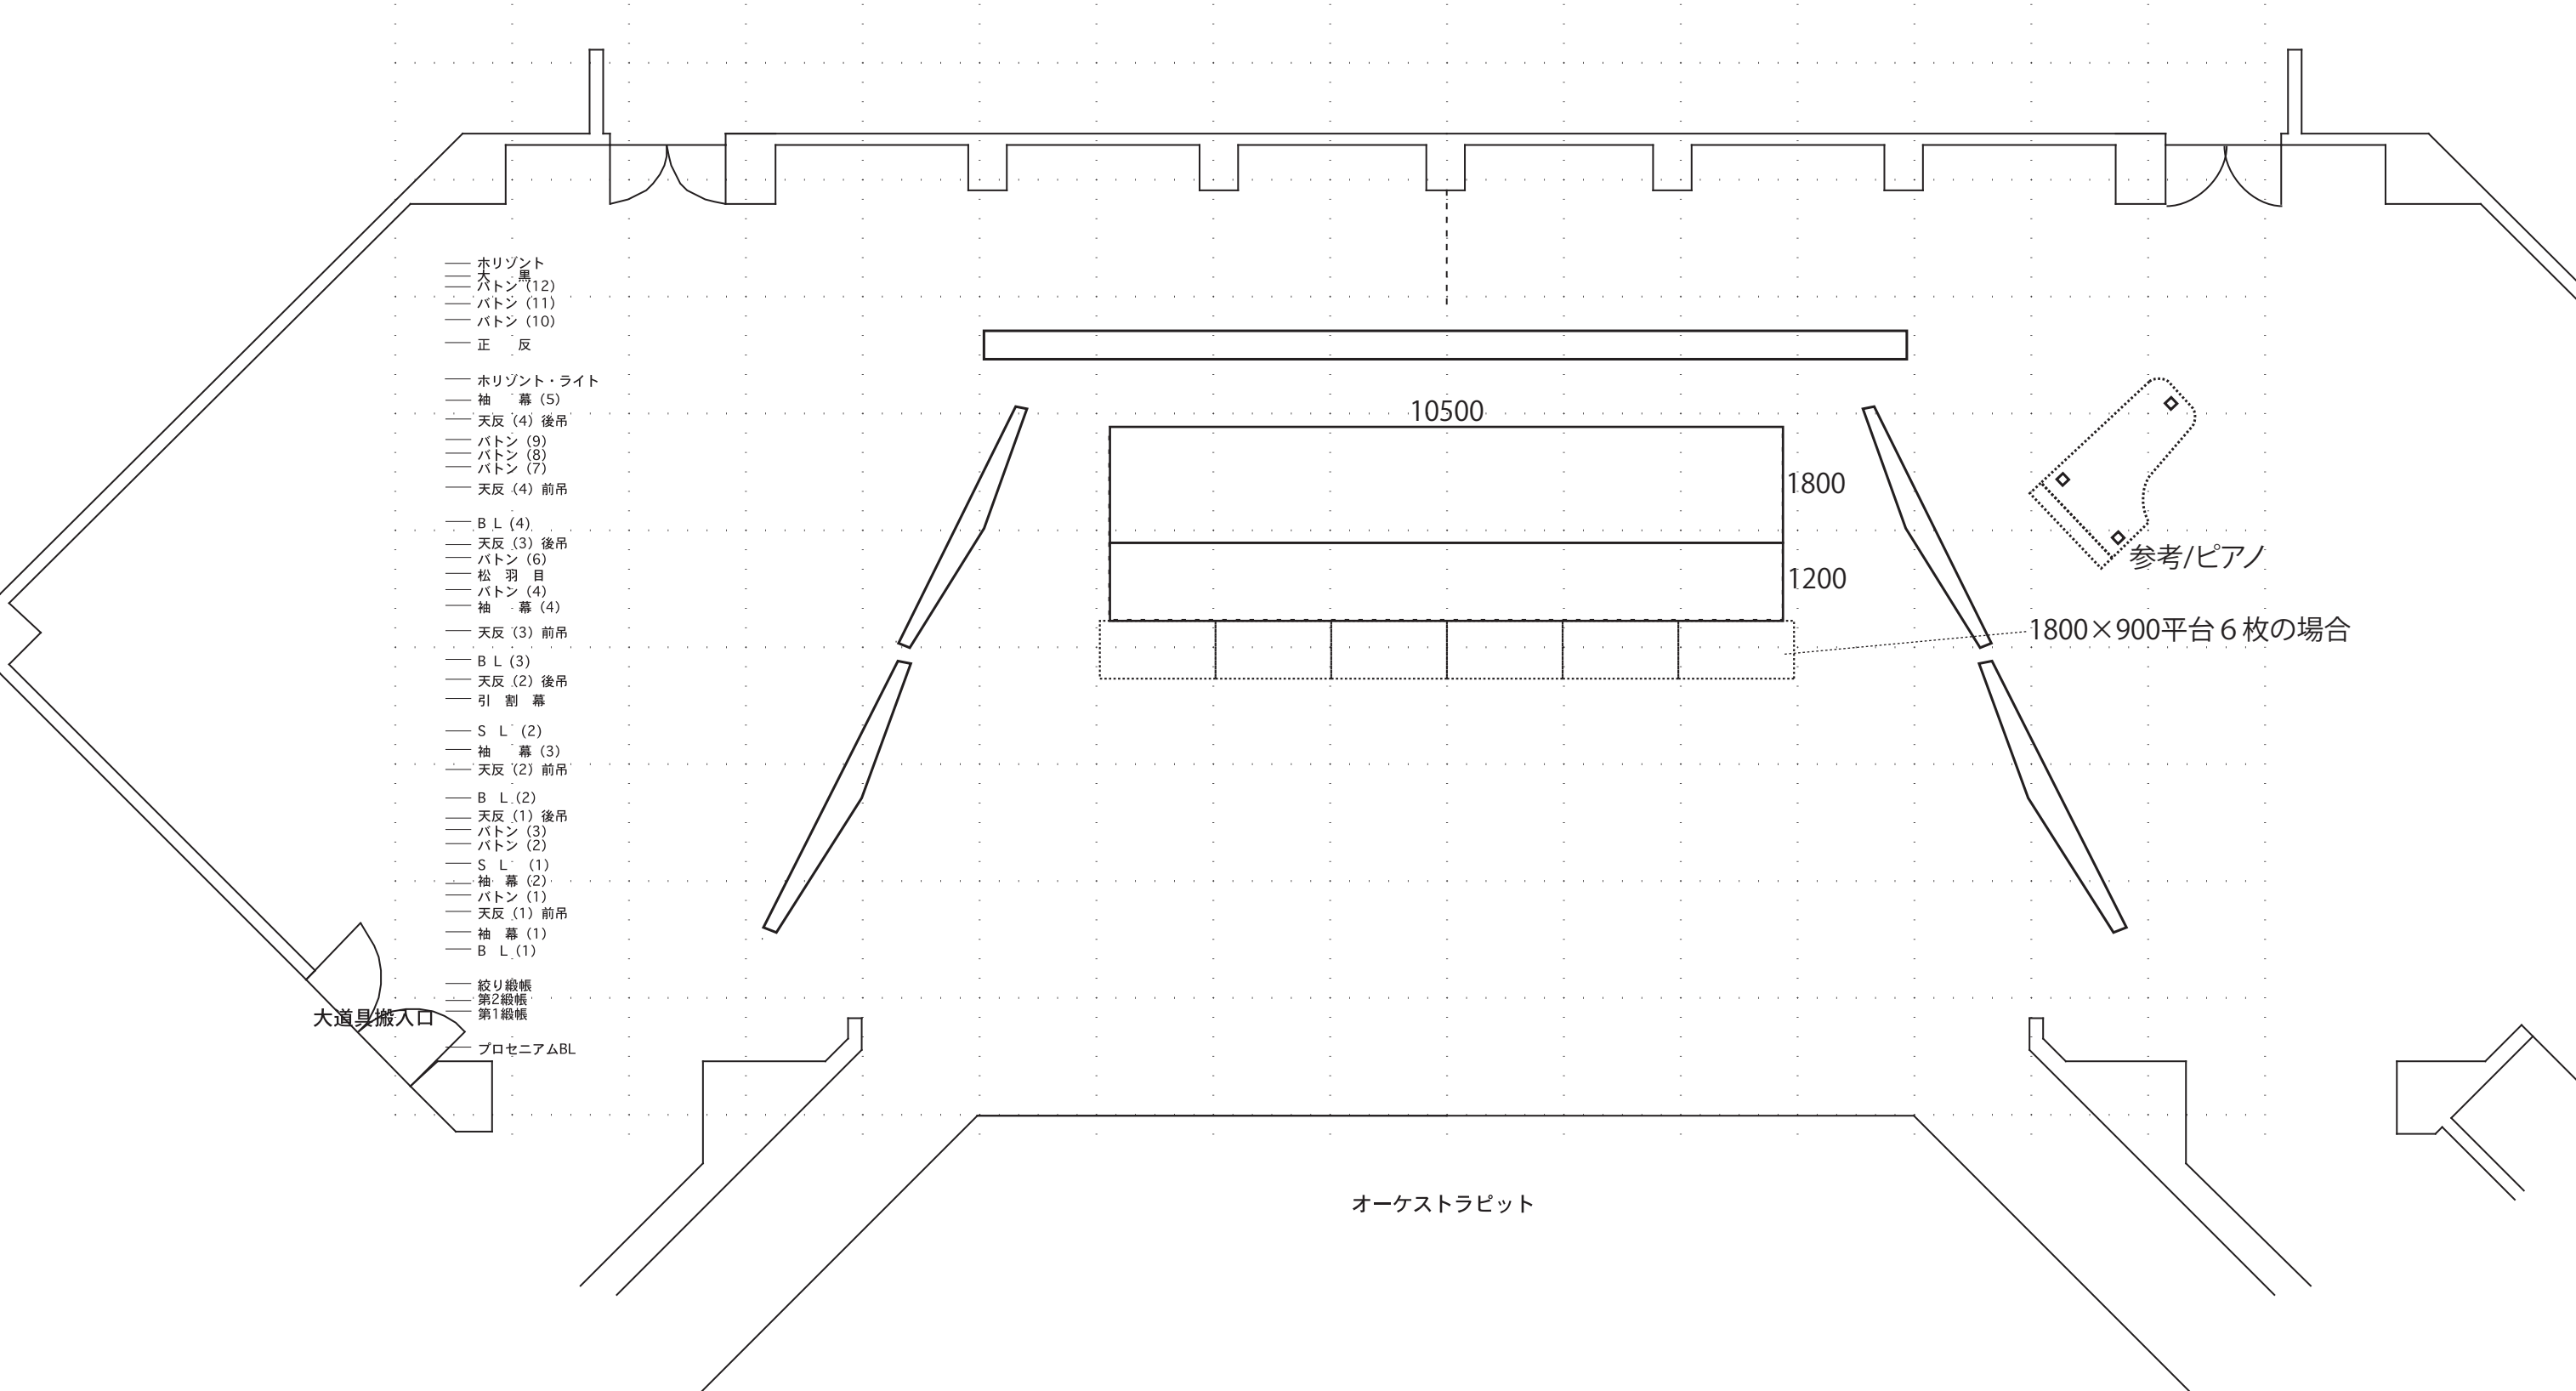 ホリゾント
大　黒
バトン（12）
バトン（11）
バトン（10）
正　反
ホリゾント・ライト
袖　幕（5）
天反（4）後吊
バトン（9）
バトン（8）
バトン（7）
天反（4）前吊
B L（4）
天反（3）後吊
バトン（6）
松　羽　目
バトン（4）
袖　幕（4）
天反（3）前吊
B L（3）
天反（2）後吊
引　割　幕
S L（2）
袖　幕（3）
天反（2）前吊
B L（2）
天反（1）後吊
バトン（3）
バトン（2）
S L（1）
袖　幕（2）
バトン（1）
天反（1）前吊
袖　幕（1）
B L（1）
絞り緞帳
第2緞帳
第1緞帳
プロセニアムBL
大道具搬入口
10500
1800
1200
参考/ピアノ
1800×900平台６枚の場合
オーケストラピット